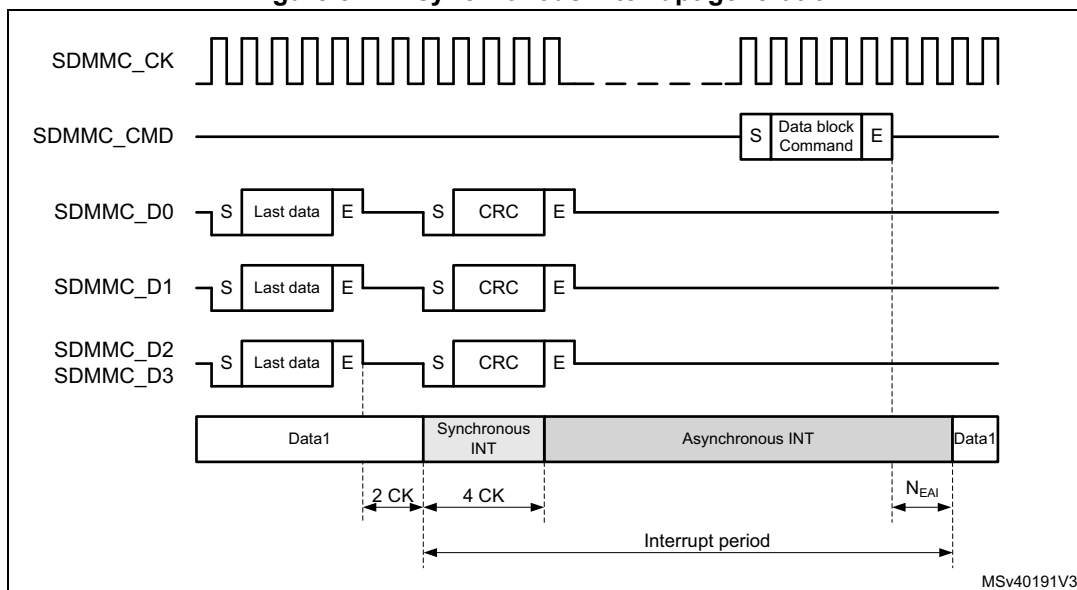 SDMMC_CK
SDMMC_CMD
S Data block Command E
SDMMC_D0
S Last data E S CRC E
SDMMC_D1
S Last data E S CRC E
SDMMC_D2
SDMMC_D3
S Last data E S CRC E
Data1
Synchronous
INT
Asynchronous INT
Data1
2 CK
4 CK
NEAI
Interrupt period
MSv40191V3